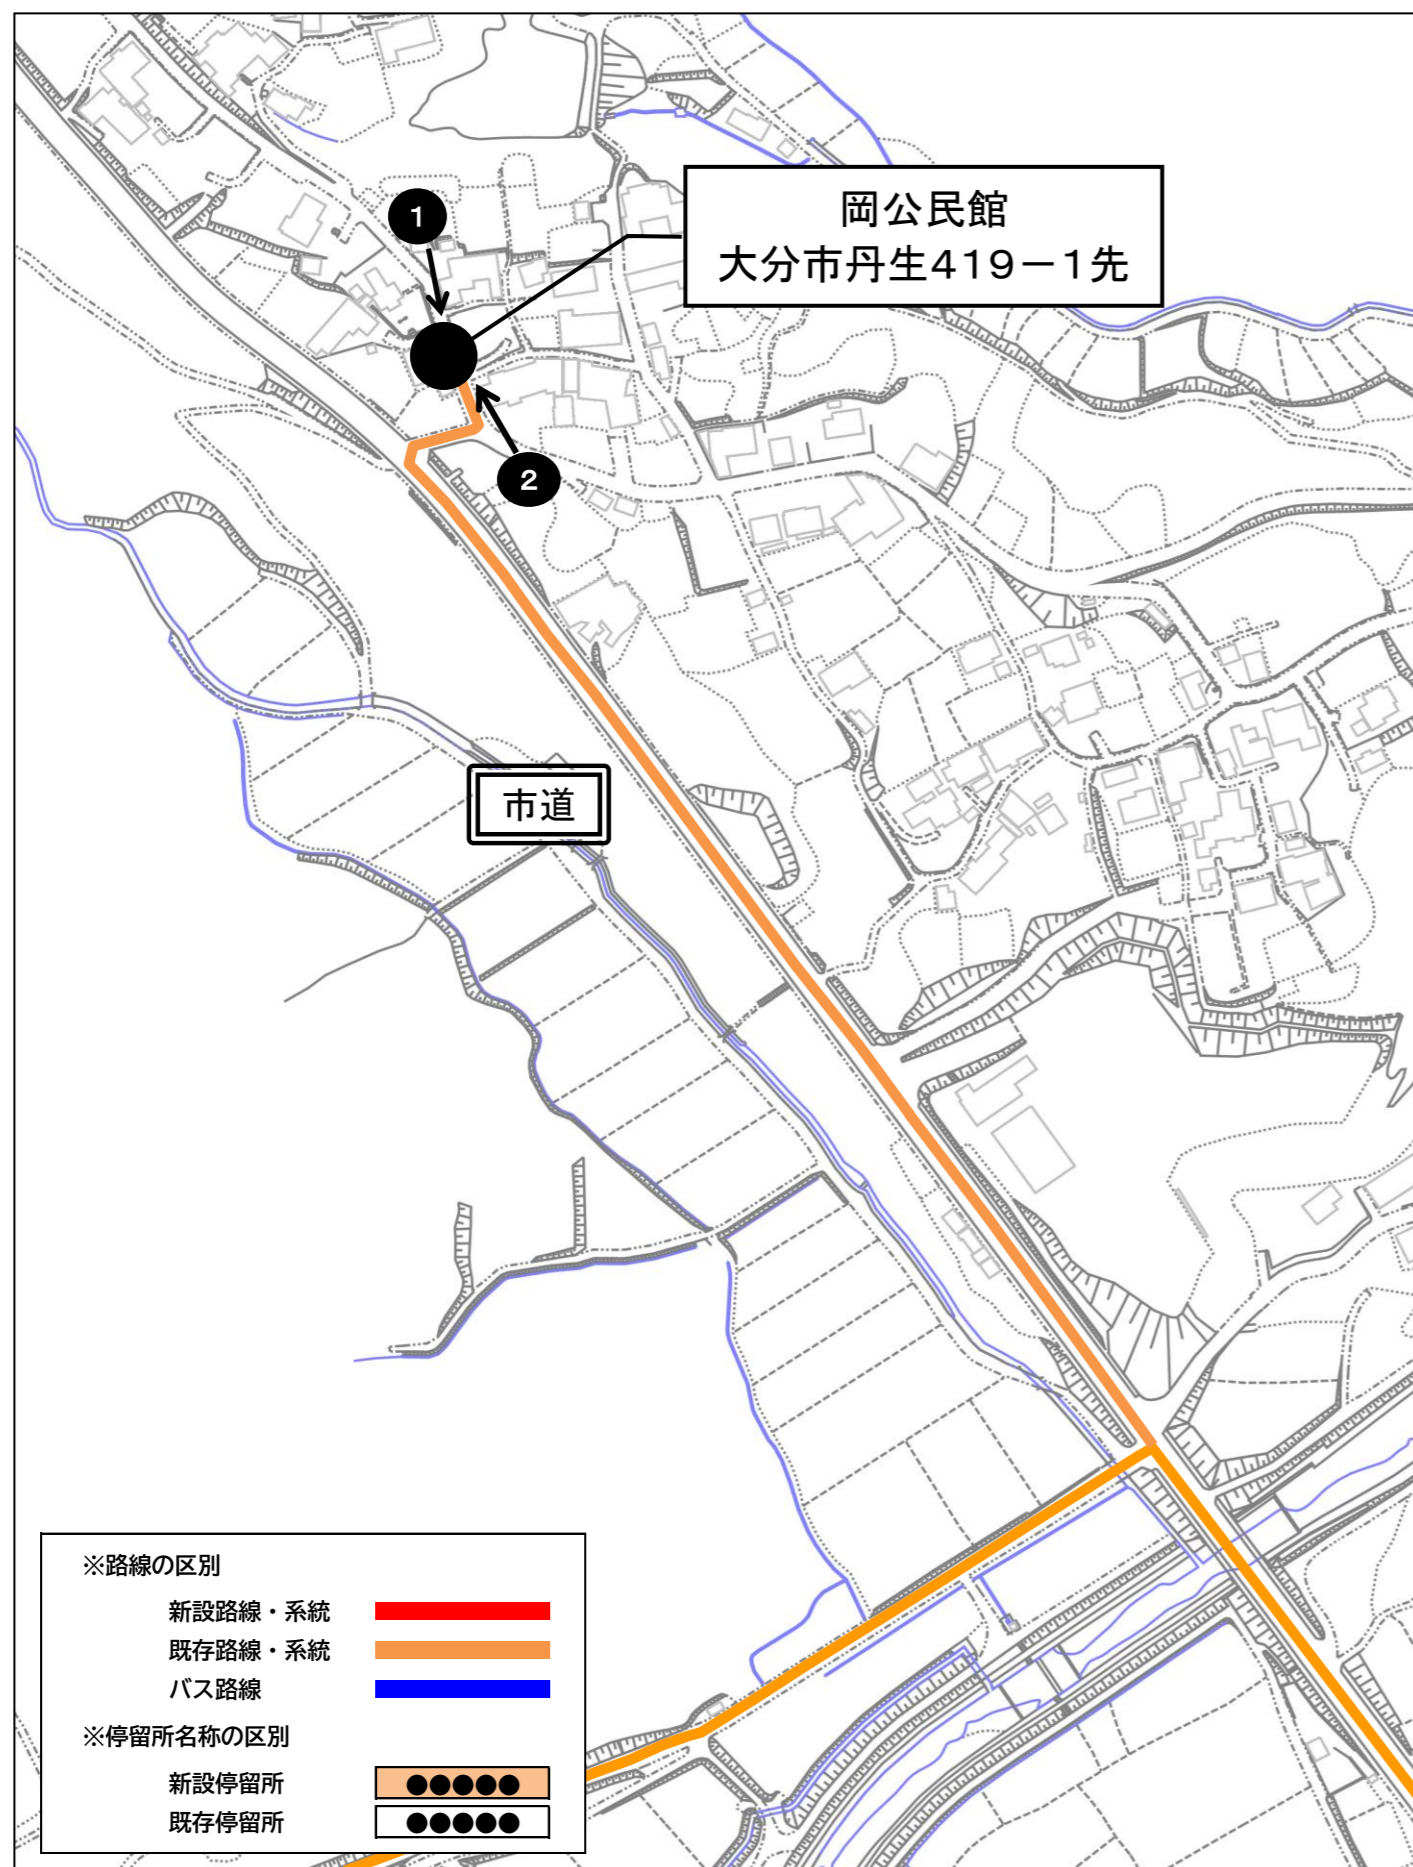 1
岡公民館
大分市丹生419－1先
2
市道
※路線の区別
新設路線・系統
既存路線・系統
バス路線
※停留所名称の区別
新設停留所 ●●●●●
既存停留所 ●●●●●